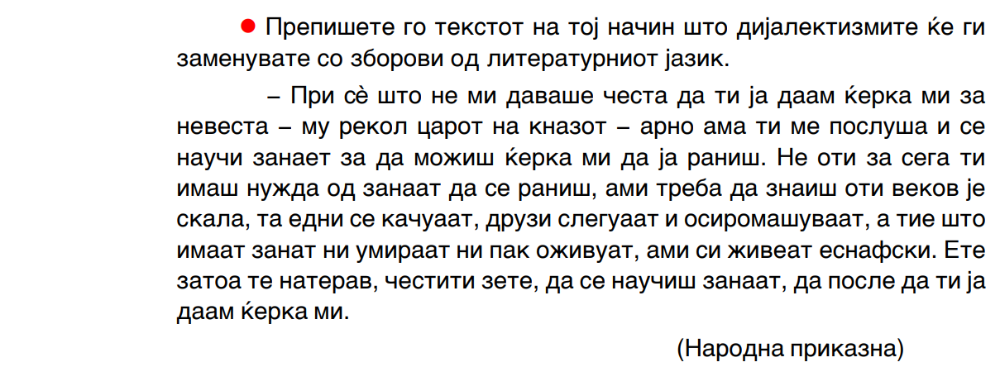 ● Препишете го текстот на тој начин што дијалектизмите ќе ги
заменувате со зборови од литературниот јазик.
– При сѐ што не ми даваше честа да ти ја даам ќерка ми за
невеста – му рекол царот на кназот – арно ама ти ме послуша и се
научи занает за да можиш ќерка ми да ја раниш. Не оти за сега ти
имаш нужда од занаат да се раниш, ами треба да знаиш оти веков је
скала, та едни се качуаат, друзи слегуаат и осиромашуваат, а тие што
имаат занат ни умираат ни пак оживуат, ами си живеат еснафски. Ете
затоа те натерав, честити зете, да се научиш занаат, да после да ти ја
даам ќерка ми.
(Народна приказна)